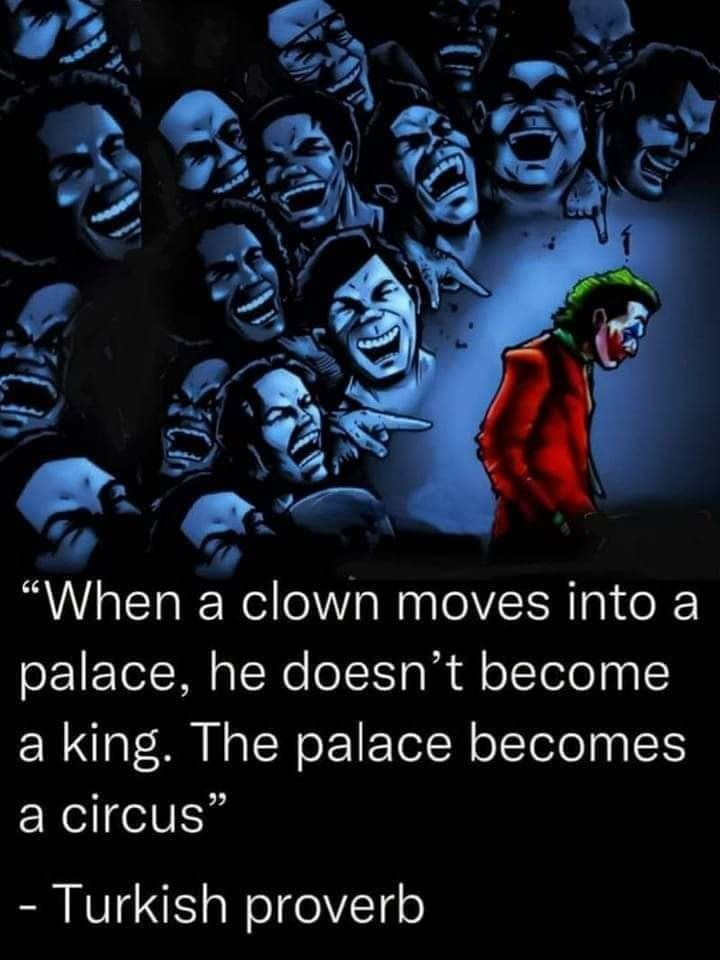 “When a clown moves into a
palace, he doesn’t become
a king. The palace becomes
a circus”
- Turkish proverb